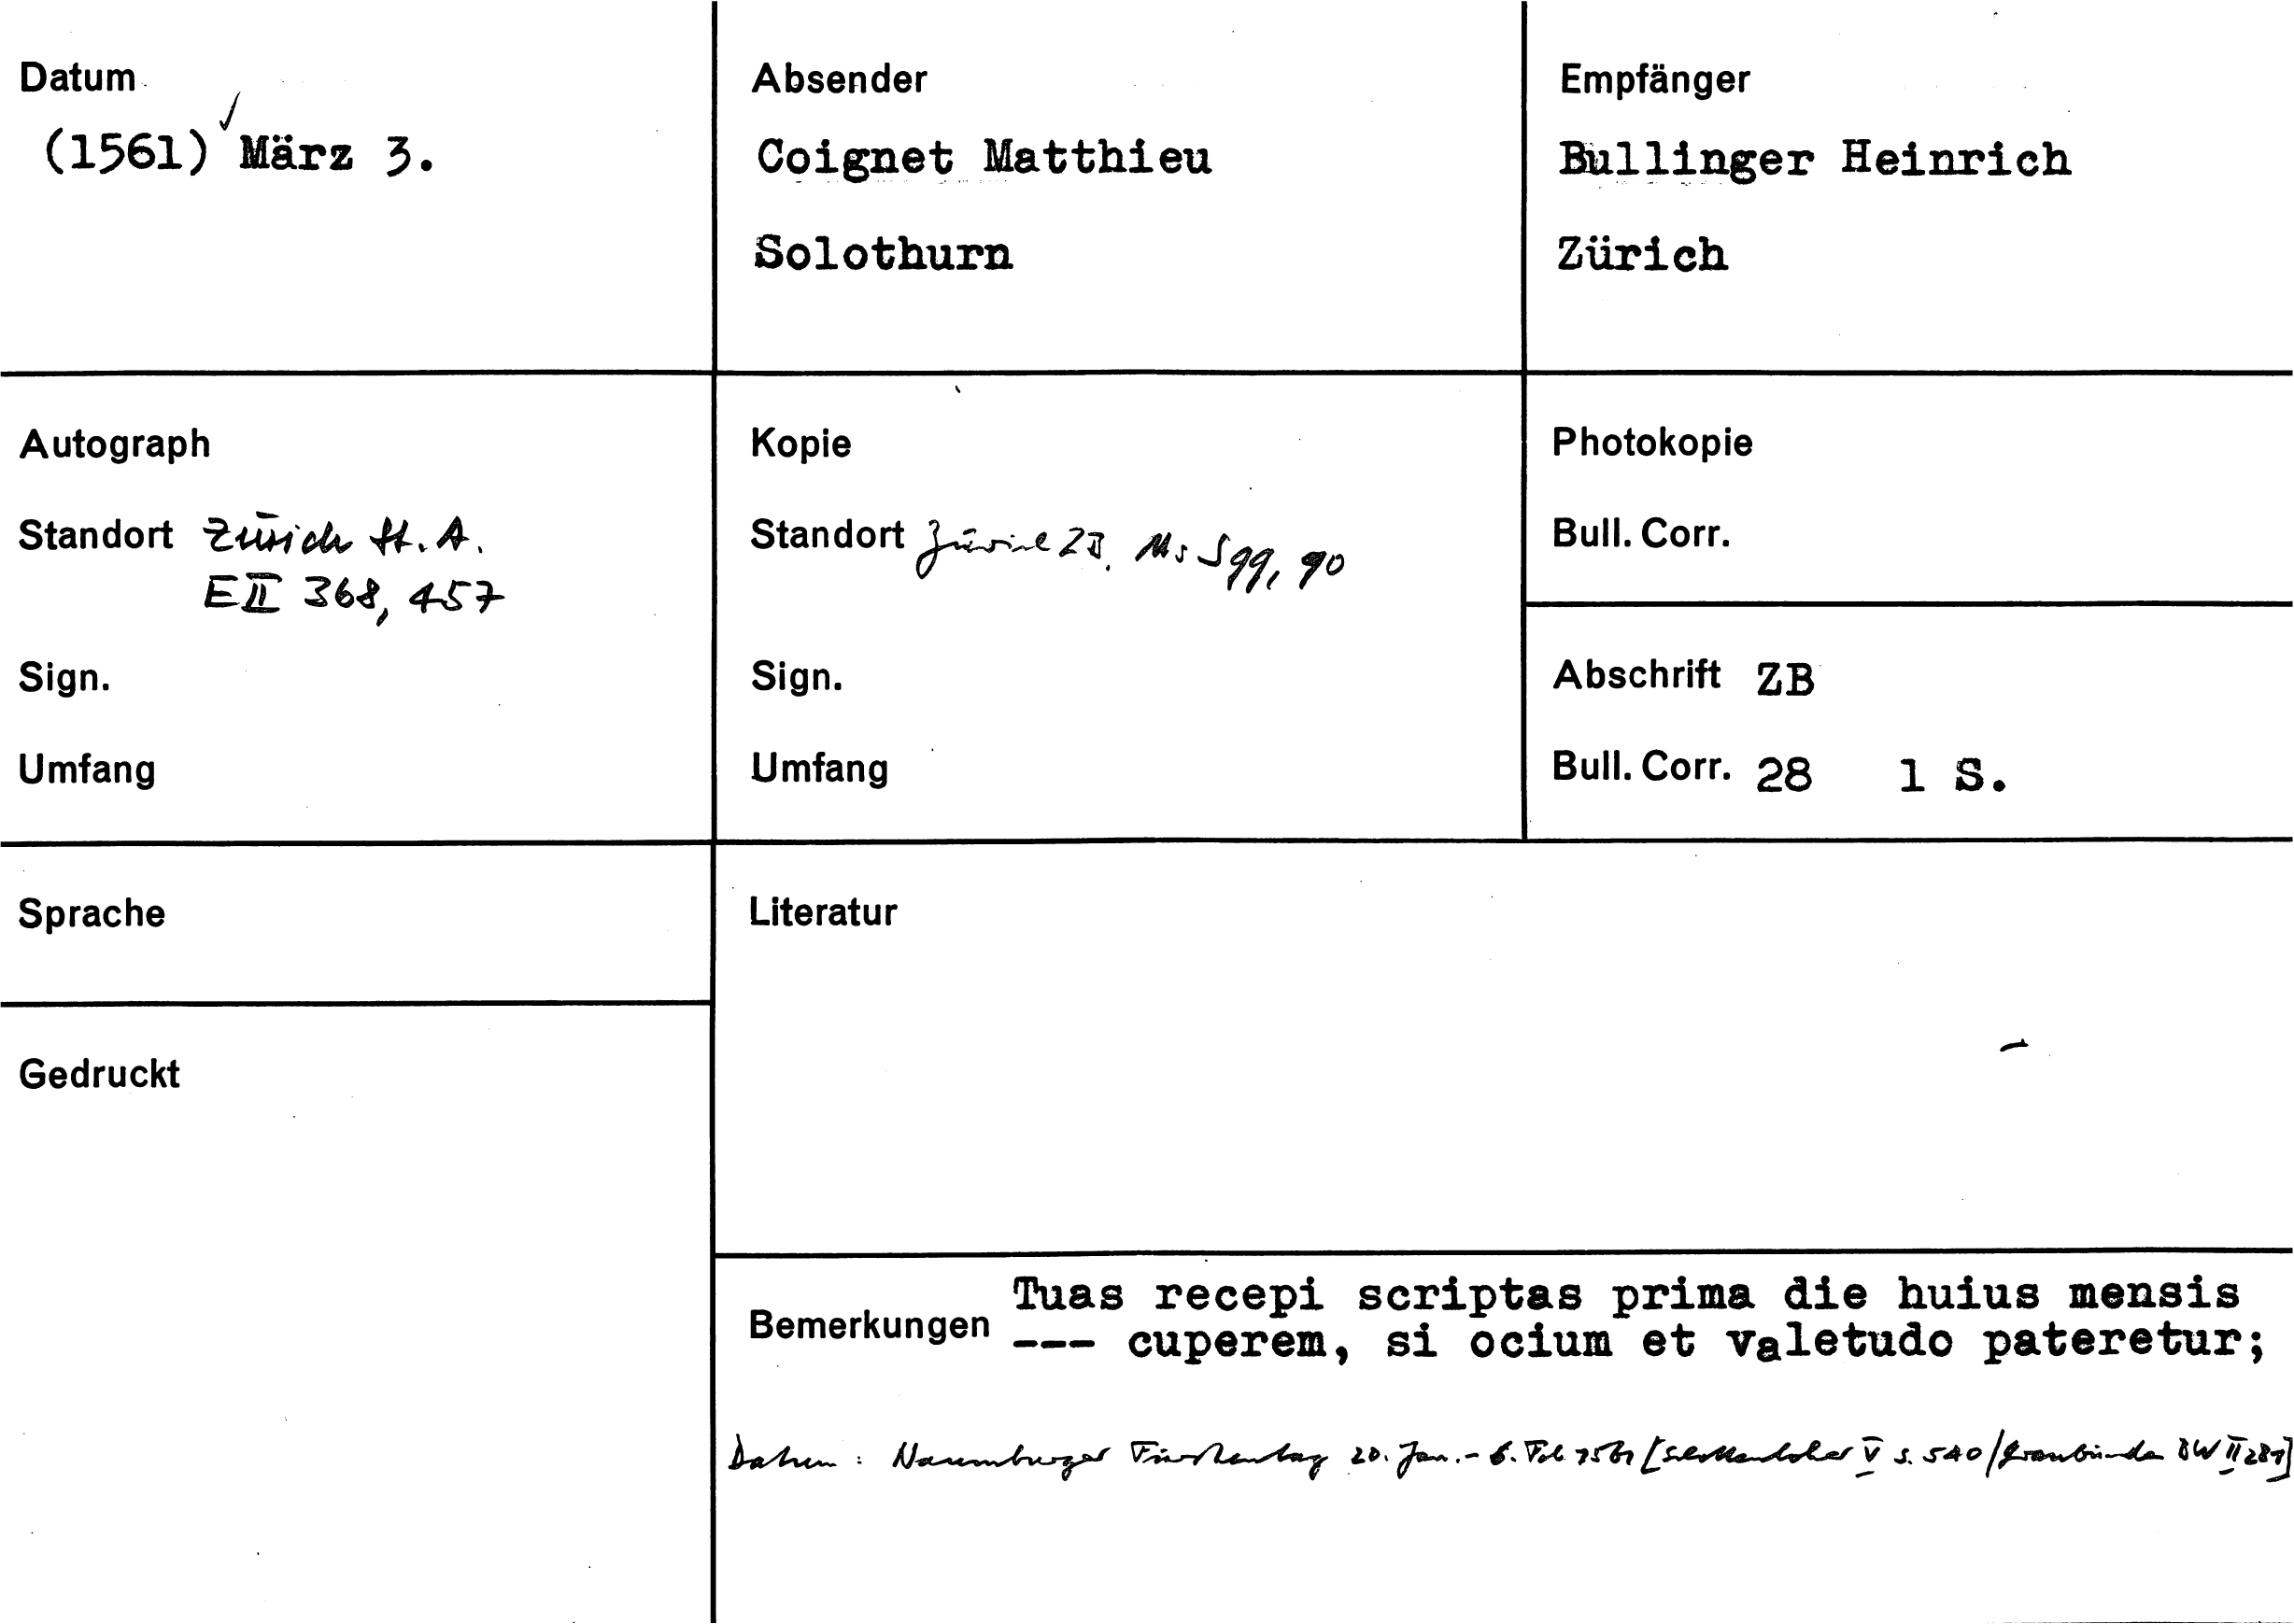 Datum
(1561) März 3.
Absender
Coignet Matthieu
Solothurn
Empfänger
Bullinger Heinrich
Zürich
Autograph
Standort Zürich St. A.
E II 368, 457
Sign.
Umfang
Kopie
Standort Zürich ZB. Ms S 99, 90
Sign.
Umfang
Photokopie
Bull. Corr.
Abschrift ZB
Bull. Corr. 28 1 S.
Sprache
Literatur
Gedruckt
Bemerkungen Tuas recepi scriptas prima die huius mensis
--- cuperem, si ocium et valetudo pateretur;
Datum: Naumburger Fürstentag 20. Jan. - 8. Feb 1561 [Schottenloher V S. 540 / Graubünden BW II 281]